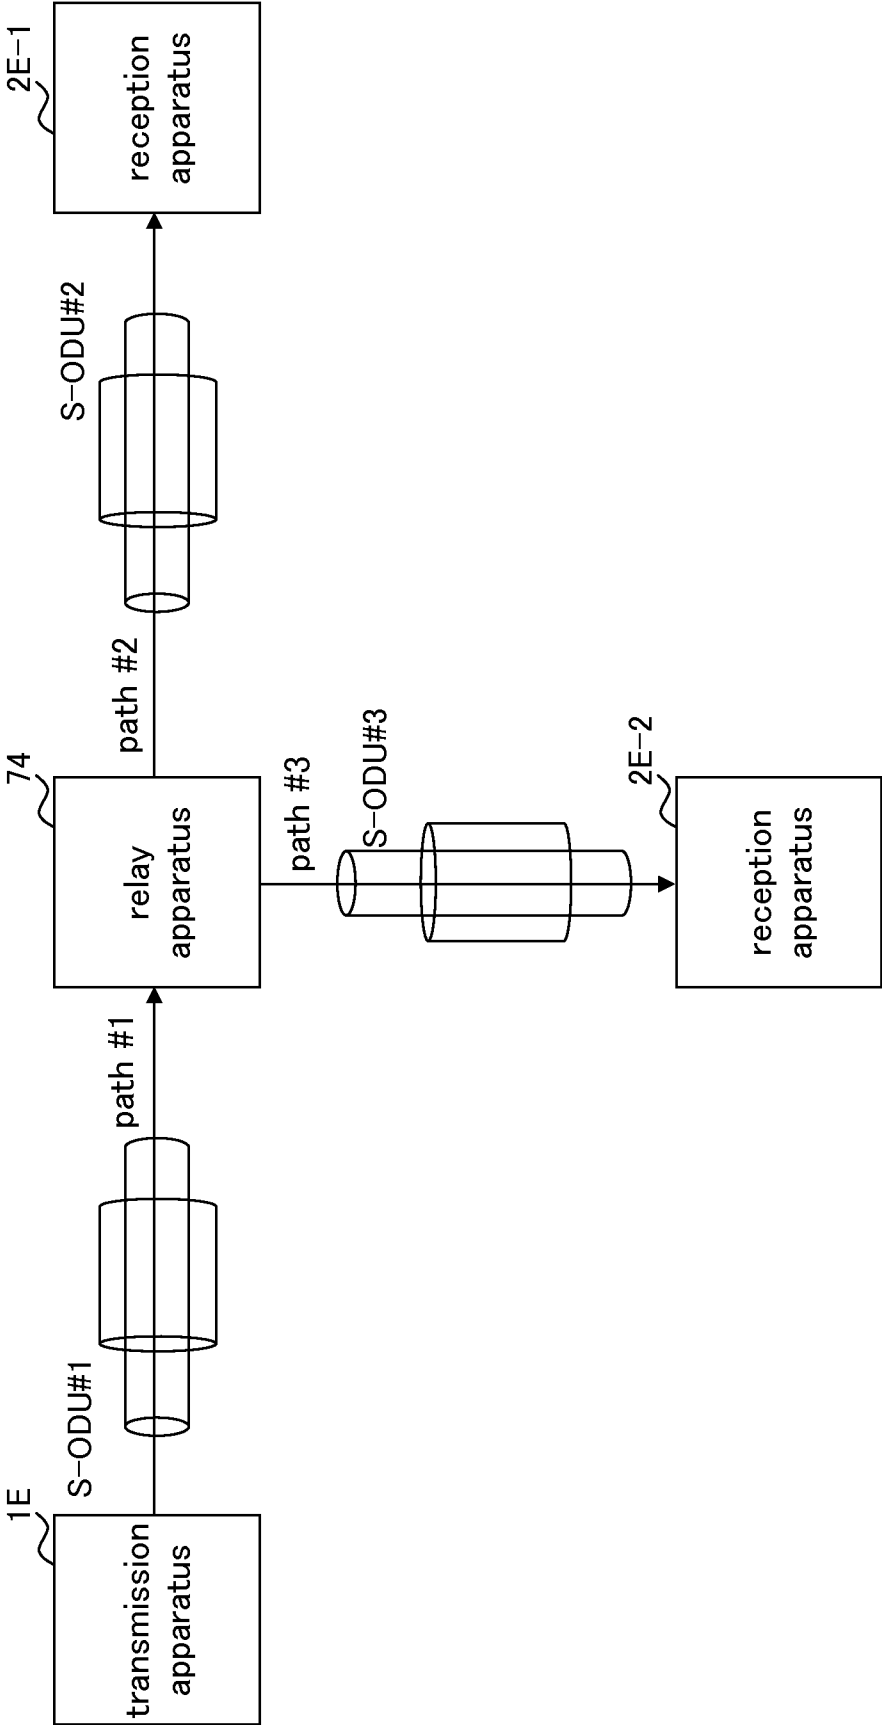 1E
transmission
apparatus
S-ODU#1
path #1
74
relay
apparatus
path #2
S-ODU#2
2E-1
reception
apparatus
path #3
S-ODU#3
2E-2
reception
apparatus